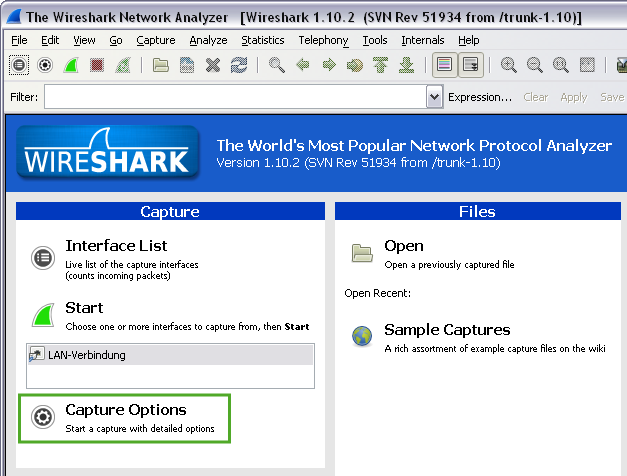 The Wireshark Network Analyzer [Wireshark 1.10.2 (SVN Rev 51934 from /trunk-1.10)]
File Edit View Go Capture Analyze Statistics Telephony Tools Internals Help
Filter: Expression... Clear Apply Save
WIRESHARK
The World's Most Popular Network Protocol Analyzer
Version 1.10.2 (SVN Rev 51934 from /trunk-1.10)
Capture
Interface List
Live list of the capture interfaces
(counts incoming packets)
Start
Choose one or more interfaces to capture from, then Start
LAN-Verbindung
Capture Options
Start a capture with detailed options
Files
Open
Open a previously captured file
Open Recent:
Sample Captures
A rich assortment of example capture files on the wiki